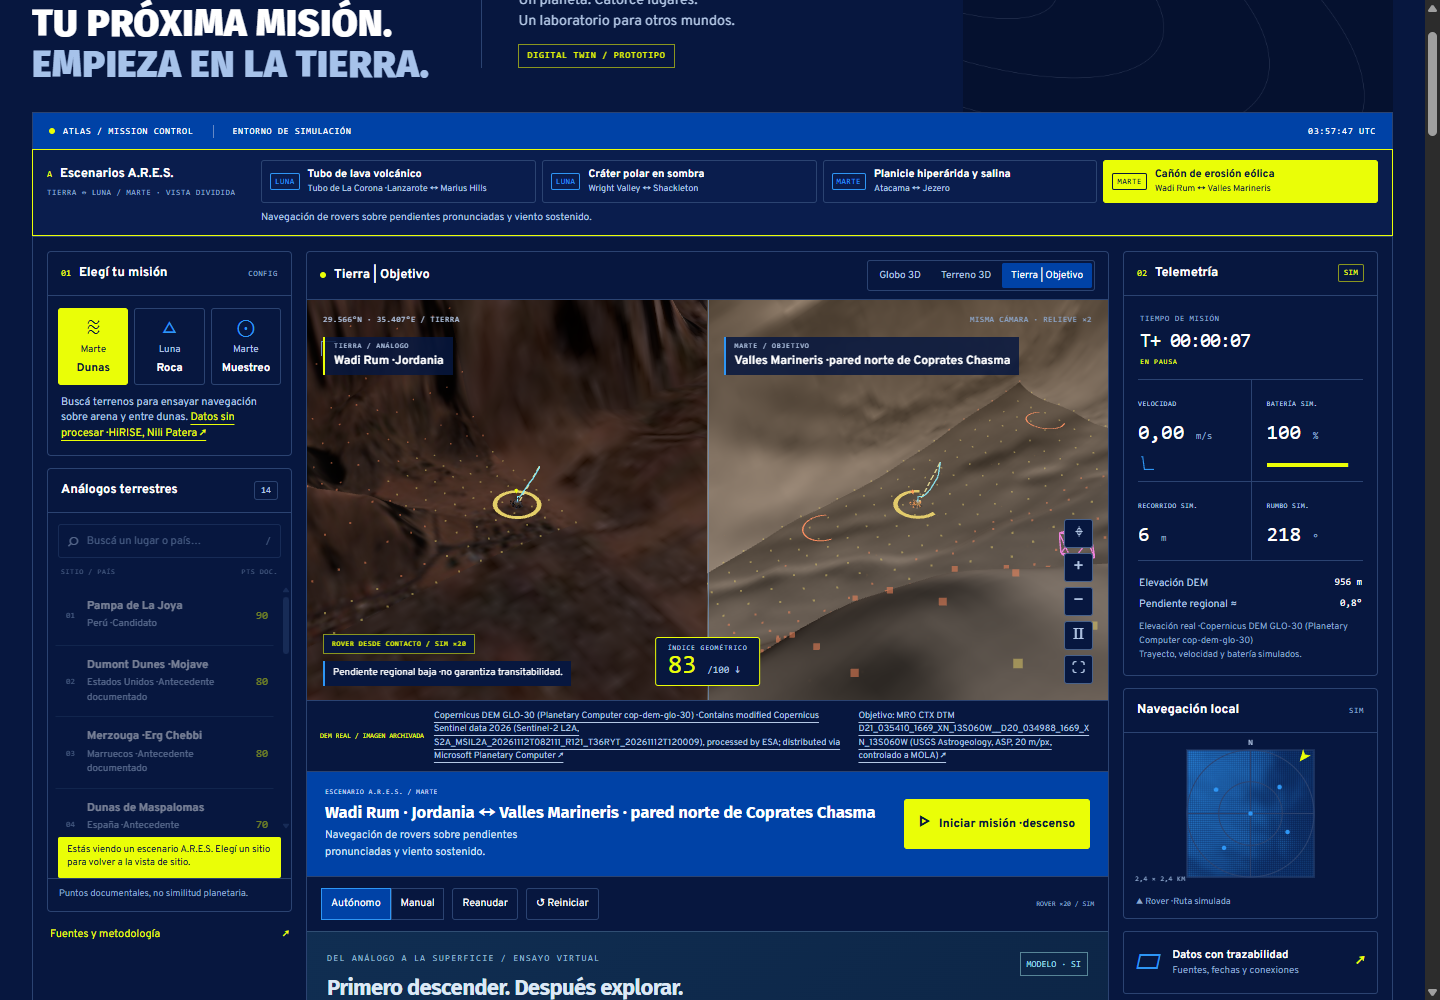 Un planeta. Catorce lugares.
TU PRÓXIMA MISIÓN.
EMPIEZA EN LA TIERRA.
Un laboratorio para otros mundos.
DIGITAL TWIN / PROTOTIPO
ATLAS / MISSION CONTROL
ENTORNO DE SIMULACIÓN
03:57:47 UTC
A Escenarios A.R.E.S.
TIERRA ↔ LUNA / MARTE · VISTA DIVIDIDA
LUNA
Tubo de lava volcánico
Tubo de La Corona · Lanzarote ↔ Marius Hills
LUNA
Cráter polar en sombra
Wright Valley ↔ Shackleton
MARTE
Planicie hiperárida y salina
Atacama ↔ Jezero
MARTE
Cañón de erosión eólica
Wadi Rum ↔ Valles Marineris
Navegación de rovers sobre pendientes pronunciadas y viento sostenido.
01 Elegí tu misión
CONFIG
Marte
Dunas
Luna
Roca
Marte
Muestreo
Buscá terrenos para ensayar navegación
sobre arena y entre dunas. Datos sin
procesar · HiRISE, Nili Patera ↗
Análogos terrestres
14
Buscá un lugar o país...
/
SITIO / PAÍS
PTS DOC.
01
Pampa de La Joya
Perú · Candidato
90
02
Dumont Dunes · Mojave
Estados Unidos · Antecedente
documentado
80
03
Merzouga · Erg Chebbi
Marruecos · Antecedente
documentado
80
04
Dunas de Maspalomas
España · Antecedente
70
Estás viendo un escenario A.R.E.S. Elegí un sitio
para volver a la vista de sitio.
Puntos documentales, no similitud planetaria.
Fuentes y metodología ↗
Tierra | Objetivo
Globo 3D
Terreno 3D
Tierra | Objetivo
29.566°N · 35.407°E / TIERRA
TIERRA / ANÁLOGO
Wadi Rum · Jordania
MISMA CÁMARA · RELIEVE ×2
MARTE / OBJETIVO
Valles Marineris · pared norte de Coprates Chasma
+
−
ROVER DESDE CONTACTO / SIM ×20
Pendiente regional baja · no garantiza transitabilidad.
ÍNDICE GEOMÉTRICO
83 /100 ↓
DEM REAL / IMAGEN ARCHIVADA
Copernicus DEM GLO-30 (Planetary Computer cop-dem-glo-30) · Contains modified Copernicus
Sentinel data 2026 (Sentinel-2 L2A,
S2A_MSIL2A_20261112T082111_R121_T36RYT_20261112T120009), processed by ESA; distributed via
Microsoft Planetary Computer ↗
Objetivo: MRO CTX DTM
D21_035410_1669_XN_13S060W__D20_034988_1669_X
N_13S060W (USGS Astrogeology, ASP, 20 m/px,
controlado a MOLA) ↗
ESCENARIO A.R.E.S. / MARTE
Wadi Rum · Jordania ↔ Valles Marineris · pared norte de Coprates Chasma
Navegación de rovers sobre pendientes
pronunciadas y viento sostenido.
Iniciar misión · descenso
Autónomo
Manual
Reanudar
↺ Reiniciar
ROVER ×20 / SIM
DEL ANÁLOGO A LA SUPERFICIE / ENSAYO VIRTUAL
Primero descender. Después explorar.
MODELO · SI
02 Telemetría
SIM
TIEMPO DE MISIÓN
T+ 00:00:07
EN PAUSA
VELOCIDAD
0,00 m/s
BATERÍA SIM.
100 %
RECORRIDO SIM.
6 m
RUMBO SIM.
218 °
Elevación DEM
956 m
Pendiente regional ≈
0,8°
Elevación real · Copernicus DEM GLO-30 (Planetary
Computer cop-dem-glo-30)
Trayecto, velocidad y batería simulados.
Navegación local
SIM
N
2,4 × 2,4 KM
▲ Rover · Ruta simulada
Datos con trazabilidad
Fuentes, fechas y conexiones
↗